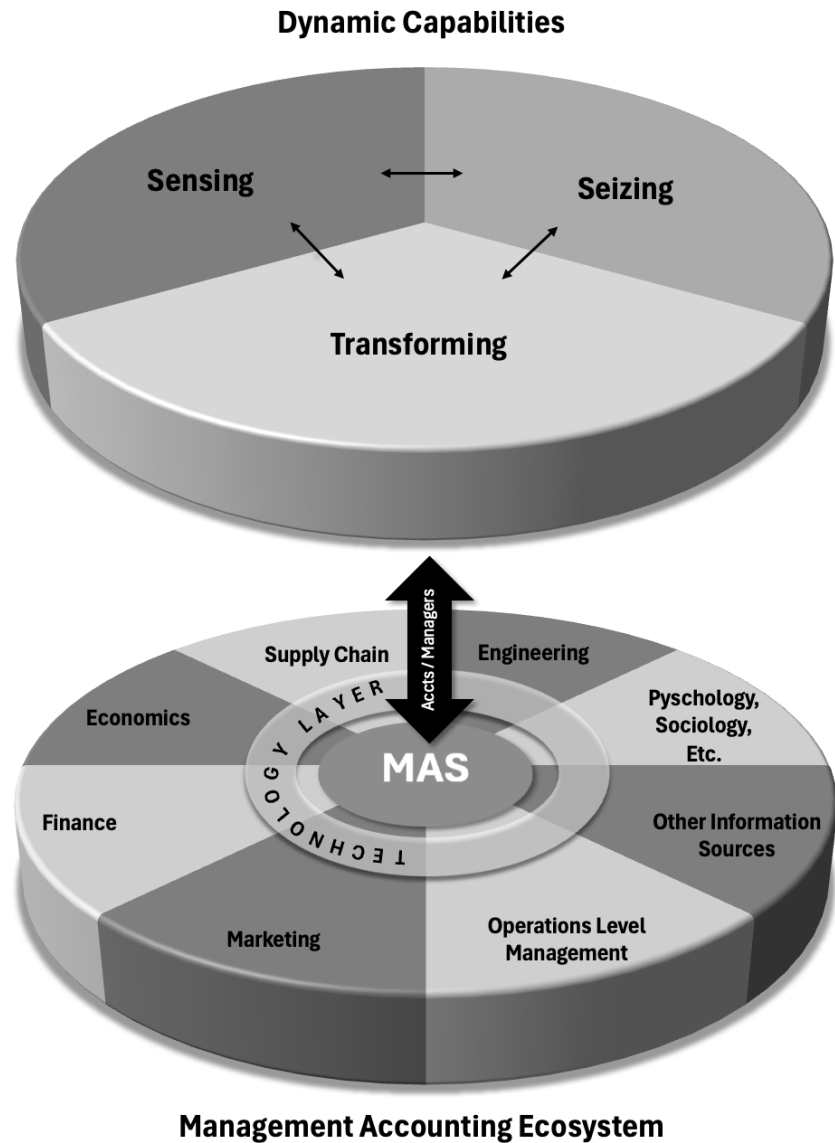 Dynamic Capabilities
Sensing
Seizing
Transforming
Accts / Managers
Supply Chain
Engineering
Economics
Pyschology,
Sociology,
Etc.
TECHNOLOGY LAYER
MAS
Finance
Other Information
Sources
Marketing
Operations Level
Management
Management Accounting Ecosystem